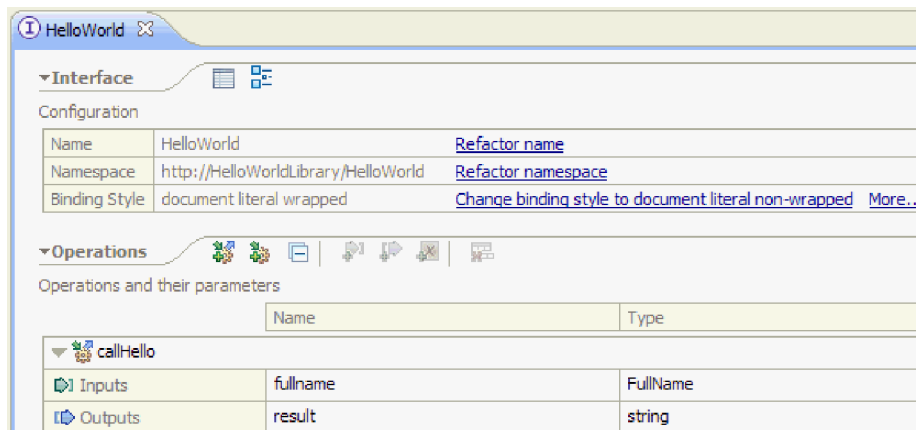 HelloWorld
Interface
Configuration
Name HelloWorld Refactor name
Namespace http://HelloWorldLibrary/HelloWorld Refactor namespace
Binding Style document literal wrapped Change binding style to document literal non-wrapped More..
Operations
Operations and their parameters
Name Type
callHello
Inputs fullname FullName
Outputs result string